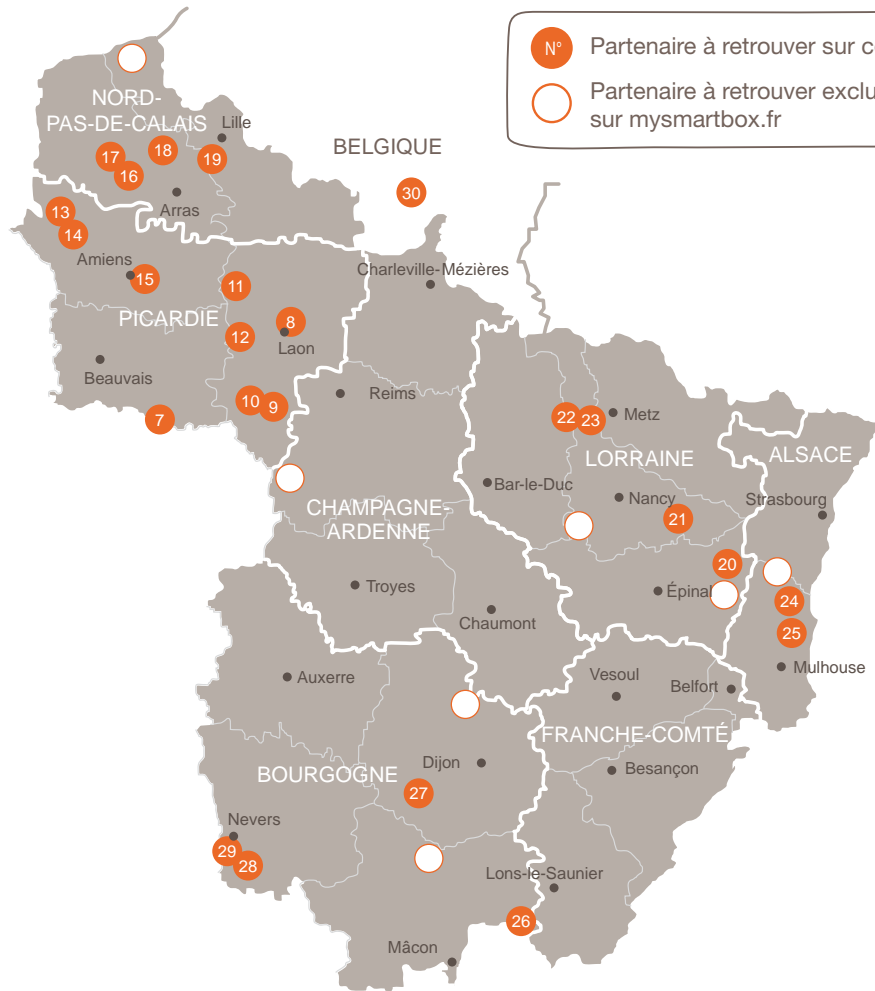 N° Partenaire à retrouver sur c
Partenaire à retrouver exclu
sur mysmartbox.fr
NORD-
PAS-DE-CALAIS
Lille
BELGIQUE
17
18
19
16
30
Arras
13
14
Amiens
15
11
Charleville-Mézières
PICARDIE
8
12
Laon
Beauvais
Reims
10
9
7
22
23
Metz
LORRAINE
ALSACE
Bar-le-Duc
Nancy
Strasbourg
CHAMPAGNE-
ARDENNE
21
20
Troyes
Épinal
24
Chaumont
25
Mulhouse
Auxerre
Vesoul
Belfort
FRANCHE-COMTÉ
Dijon
BOURGOGNE
Besançon
27
Nevers
29
28
Lons-le-Saunier
26
Mâcon